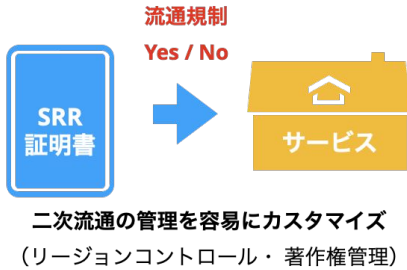 流通規制
Yes / No
SRR
証明書
サービス
二次流通の管理を容易にカスタマイズ
（リージョンコントロール・ 著作権管理）